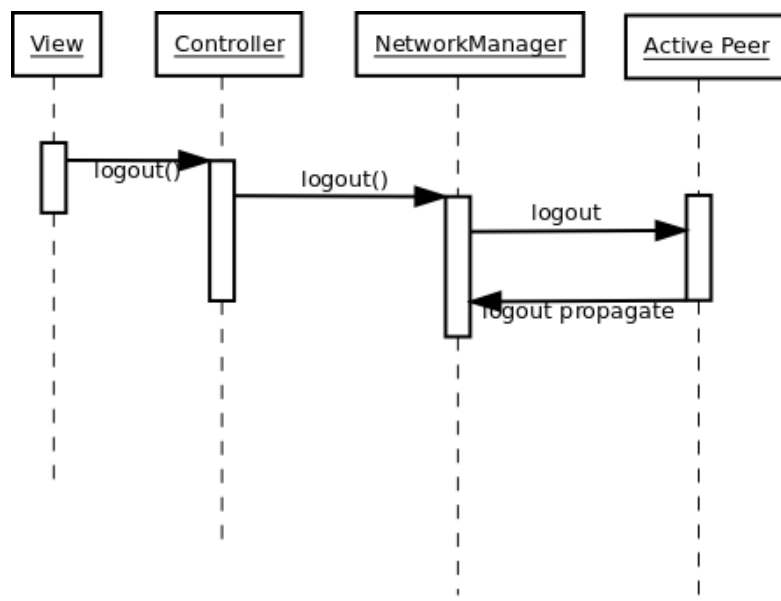 View
Controller
NetworkManager
Active Peer
logout()
logout()
logout
logout propagate